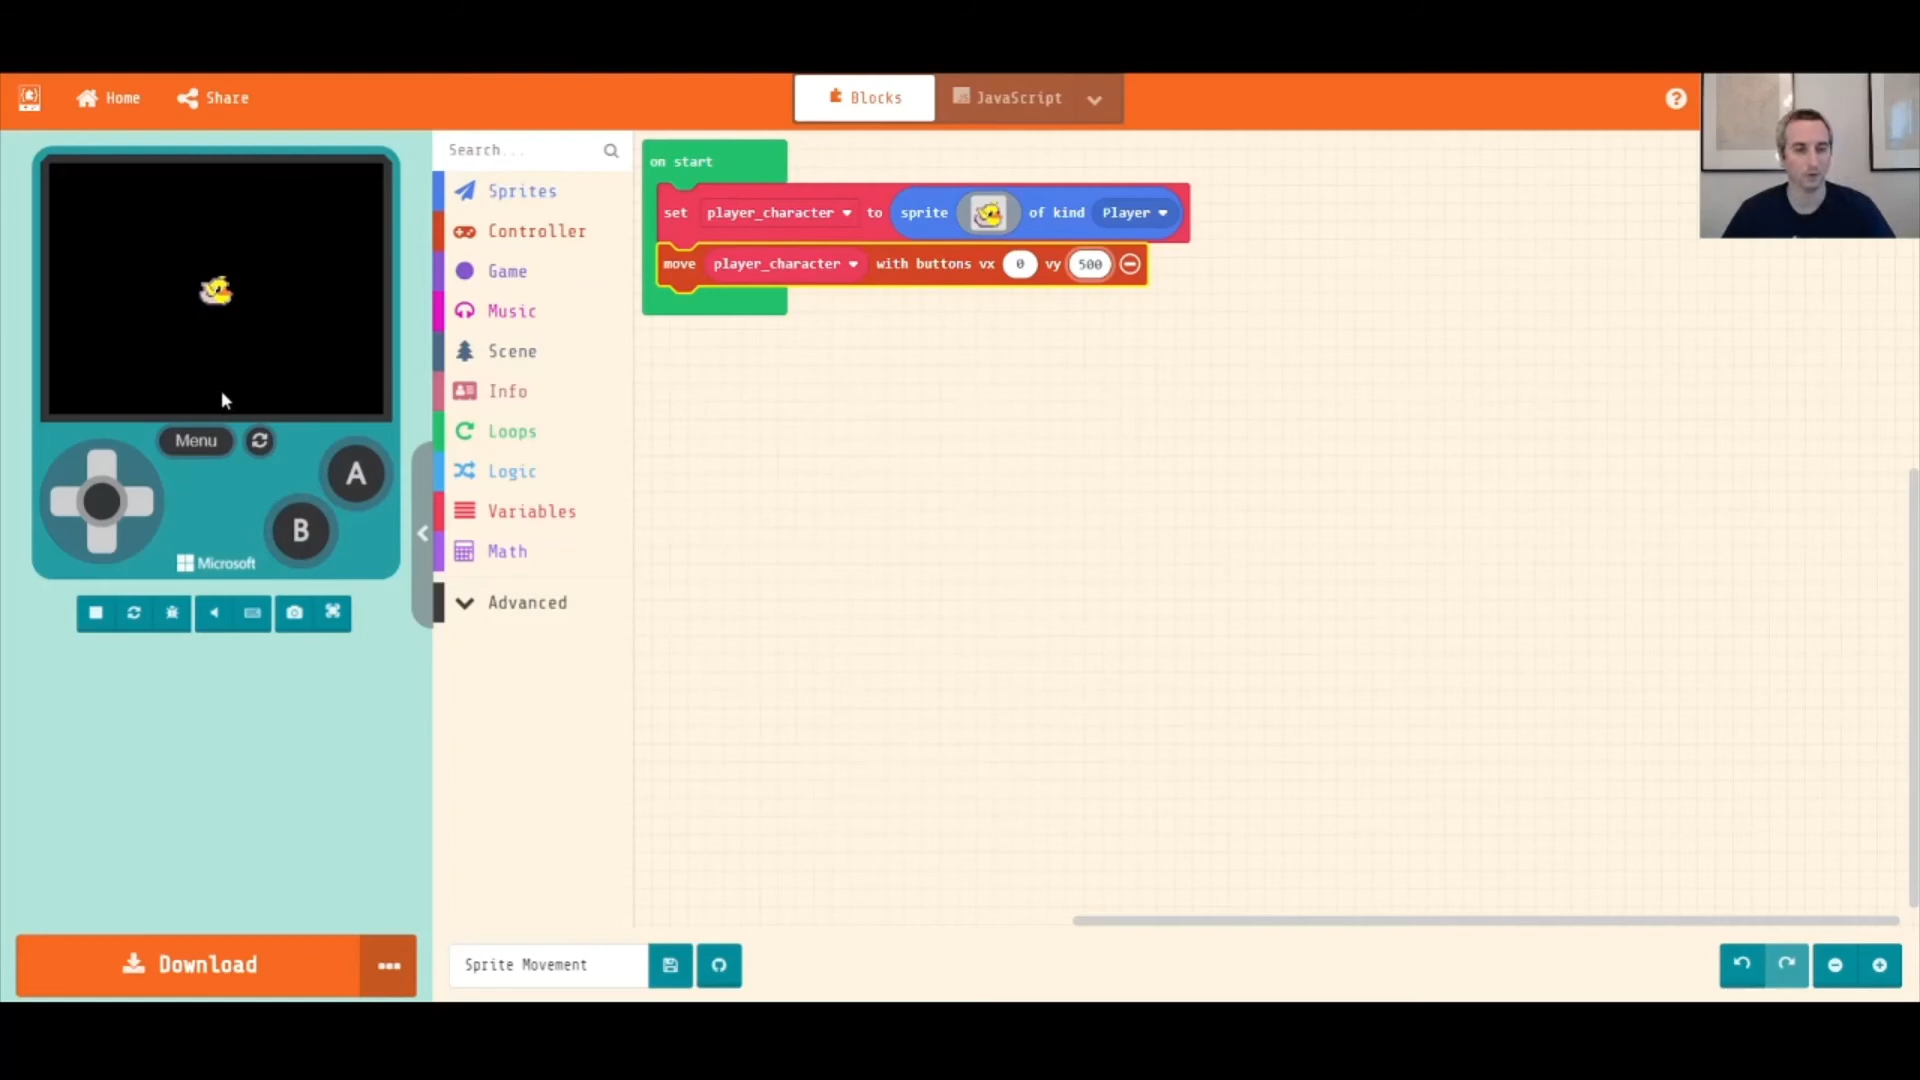 Home
Share
Blocks
JavaScript
Search...
Sprites
Controller
Game
Music
Scene
Info
Loops
Logic
Variables
Math
Advanced
on start
set player_character to sprite of kind Player
move player_character with buttons vx 0 vy 500
Menu
A
B
Microsoft
Download
Sprite Movement